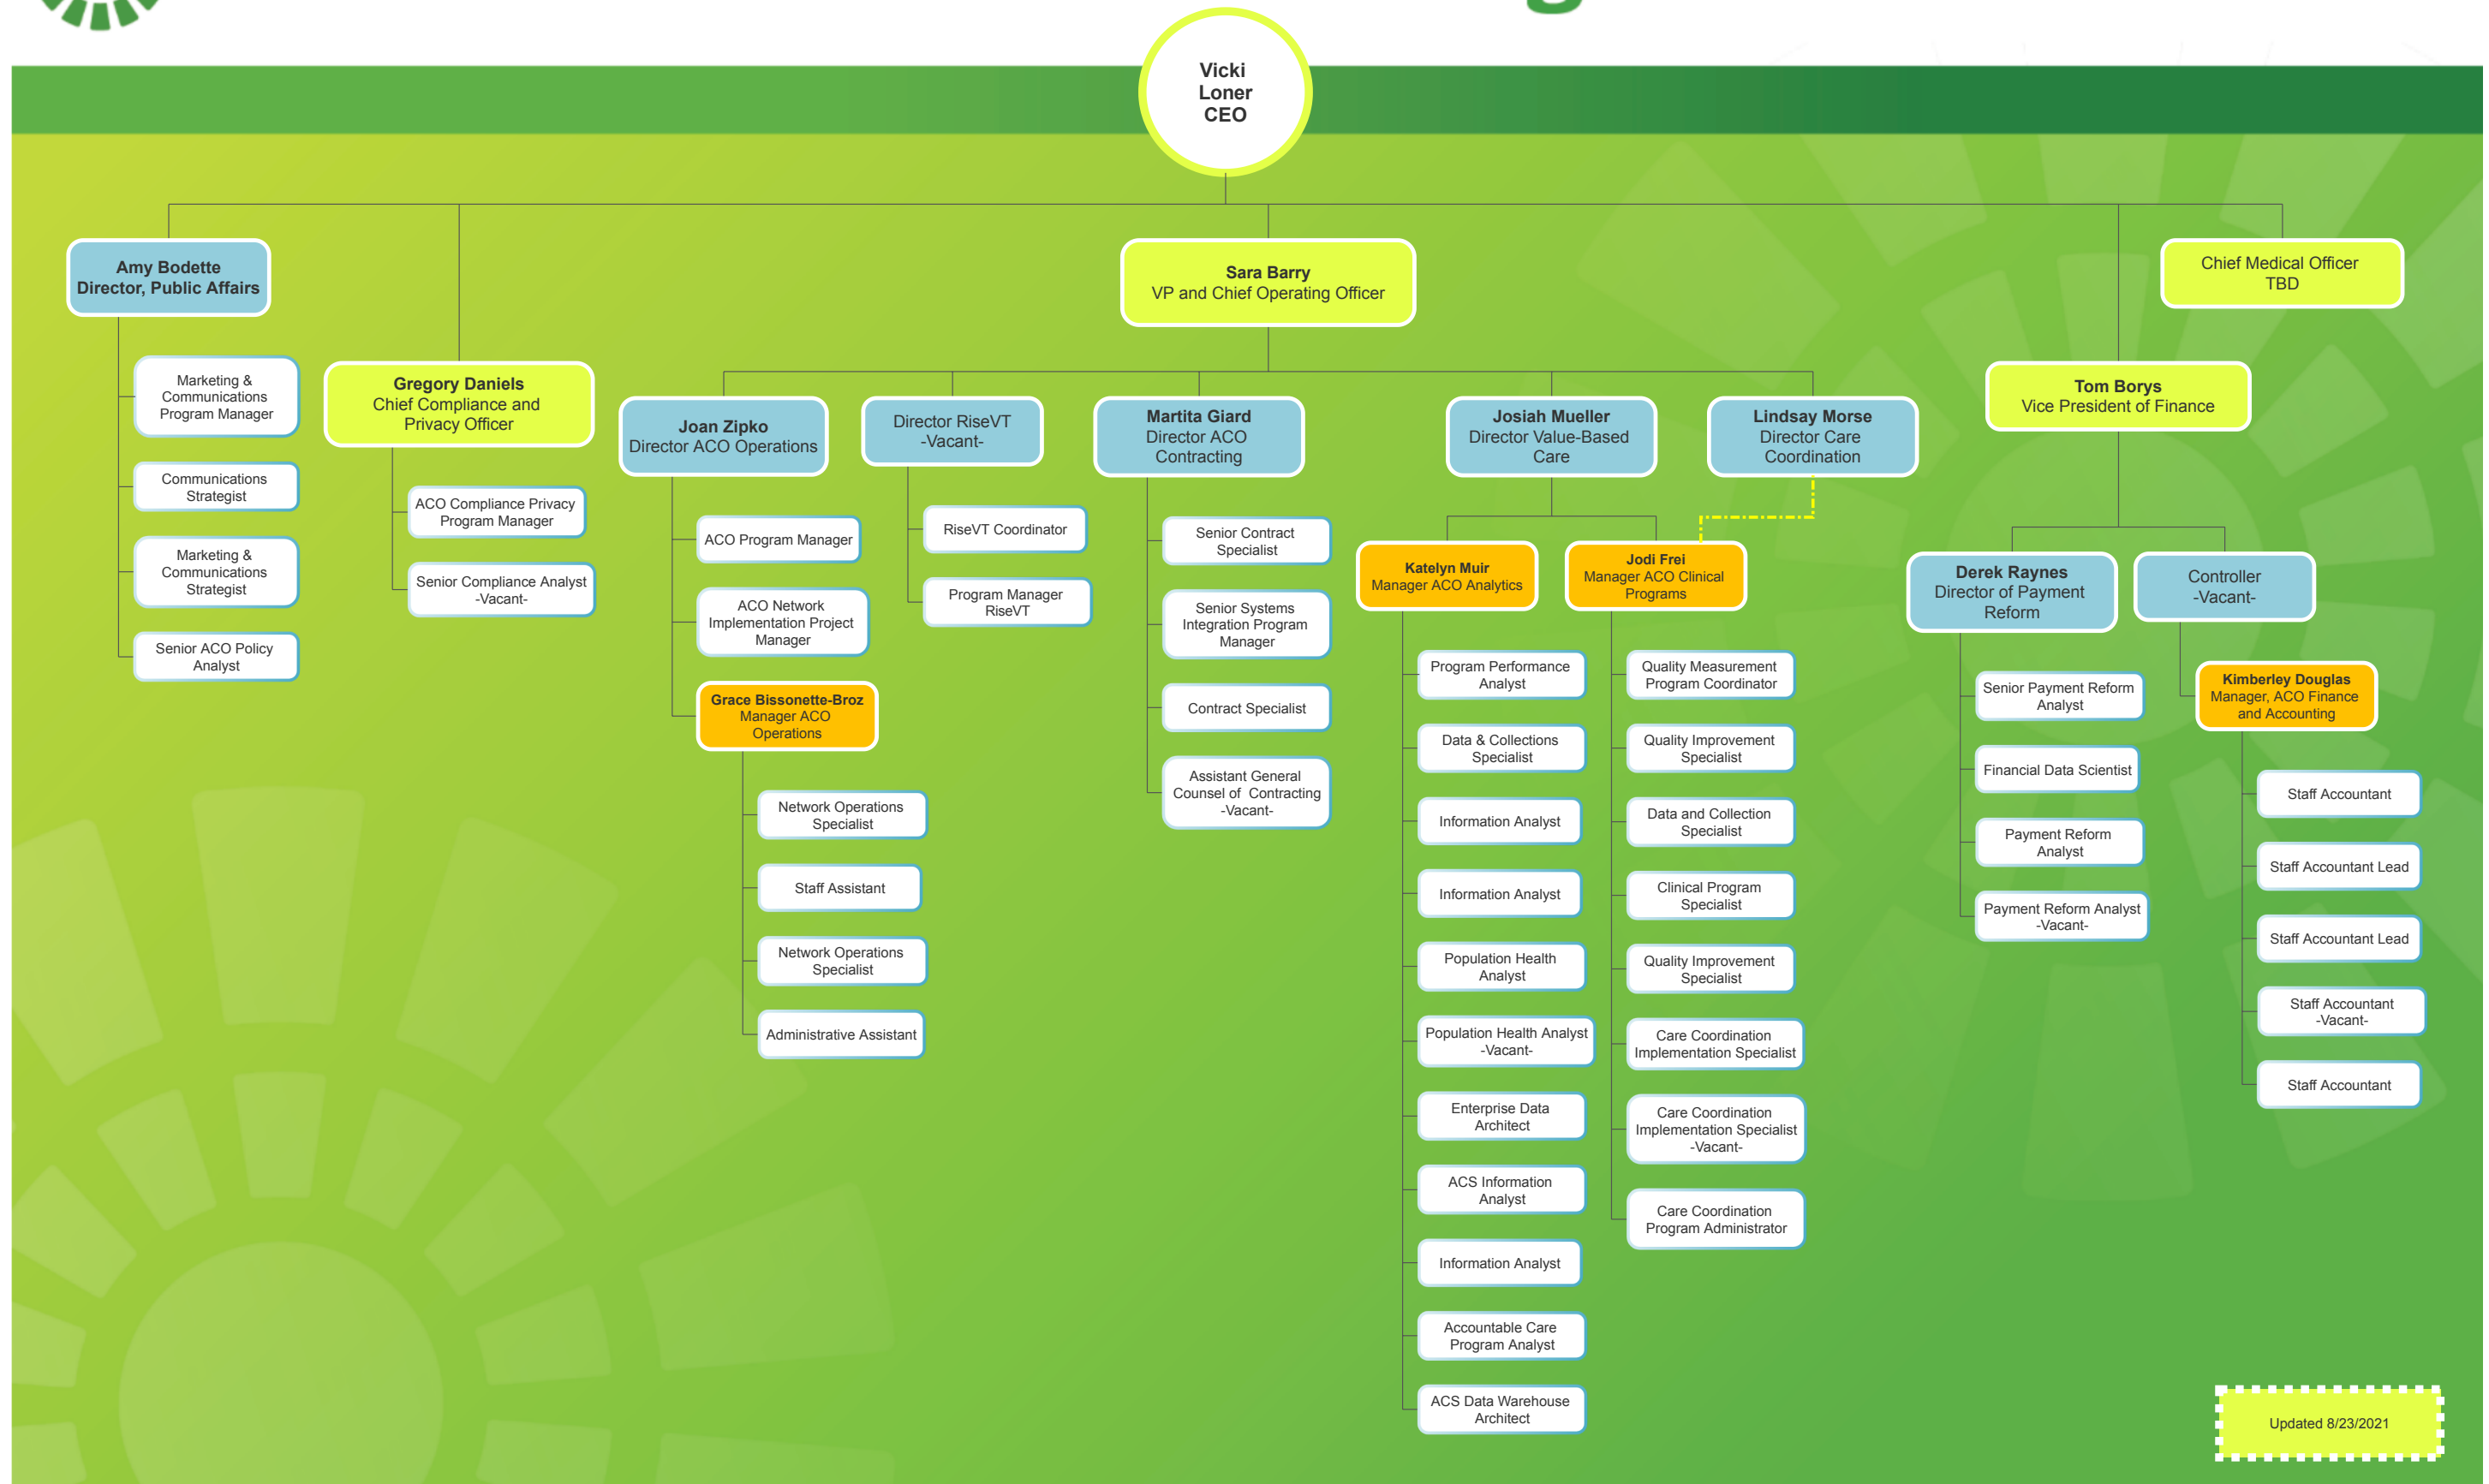 Vicki
Loner
CEO
Amy Bodette
Director, Public Affairs
Marketing &
Communications
Program Manager
Communications
Strategist
Marketing &
Communications
Strategist
Senior ACO Policy
Analyst
Gregory Daniels
Chief Compliance and
Privacy Officer
ACO Compliance Privacy
Program Manager
Senior Compliance Analyst
-Vacant-
Sara Barry
VP and Chief Operating Officer
Joan Zipko
Director ACO Operations
ACO Program Manager
ACO Network
Implementation Project
Manager
Grace Bissonette-Broz
Manager ACO
Operations
Network Operations
Specialist
Staff Assistant
Network Operations
Specialist
Administrative Assistant
Director RiseVT
-Vacant-
RiseVT Coordinator
Program Manager
RiseVT
Martita Giard
Director ACO
Contracting
Senior Contract
Specialist
Senior Systems
Integration Program
Manager
Contract Specialist
Assistant General
Counsel of Contracting
-Vacant-
Josiah Mueller
Director Value-Based
Care
Katelyn Muir
Manager ACO Analytics
Program Performance
Analyst
Data & Collections
Specialist
Information Analyst
Information Analyst
Population Health
Analyst
Population Health Analyst
-Vacant-
Enterprise Data
Architect
ACS Information
Analyst
Information Analyst
Accountable Care
Program Analyst
ACS Data Warehouse
Architect
Jodi Frei
Manager ACO Clinical
Programs
Quality Measurement
Program Coordinator
Quality Improvement
Specialist
Data and Collection
Specialist
Clinical Program
Specialist
Quality Improvement
Specialist
Care Coordination
Implementation Specialist
Care Coordination
Implementation Specialist
-Vacant-
Care Coordination
Program Administrator
Lindsay Morse
Director Care
Coordination
Tom Borys
Vice President of Finance
Derek Raynes
Director of Payment
Reform
Senior Payment Reform
Analyst
Financial Data Scientist
Payment Reform
Analyst
Payment Reform Analyst
-Vacant-
Controller
-Vacant-
Kimberley Douglas
Manager, ACO Finance
and Accounting
Staff Accountant
Staff Accountant Lead
Staff Accountant Lead
Staff Accountant
-Vacant-
Staff Accountant
Chief Medical Officer
TBD
Updated 8/23/2021